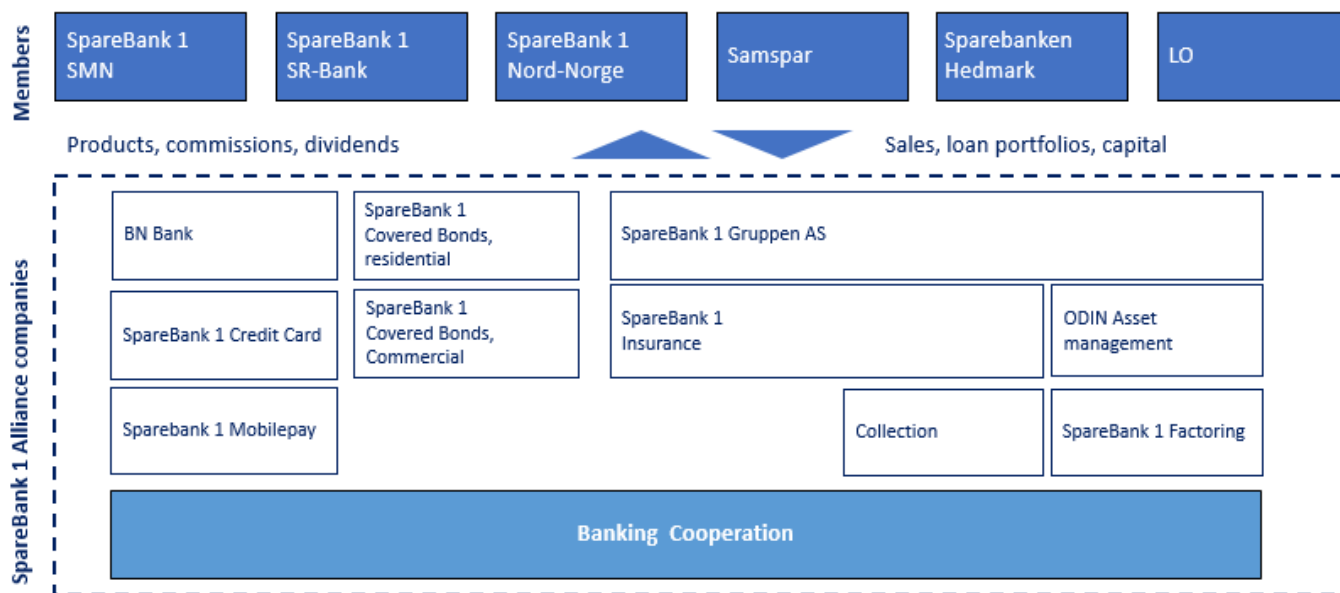 Members
SpareBank 1
SMN
SpareBank 1
SR-Bank
SpareBank 1
Nord-Norge
Samspar
Sparebanken
Hedmark
LO
Products, commissions, dividends
Sales, loan portfolios, capital
SpareBank 1 Alliance companies
BN Bank
SpareBank 1
Covered Bonds,
residential
SpareBank 1 Gruppen AS
SpareBank 1 Credit Card
SpareBank 1
Covered Bonds,
Commercial
SpareBank 1
Insurance
ODIN Asset
management
Sparebank 1 Mobilepay
Collection
SpareBank 1 Factoring
Banking Cooperation